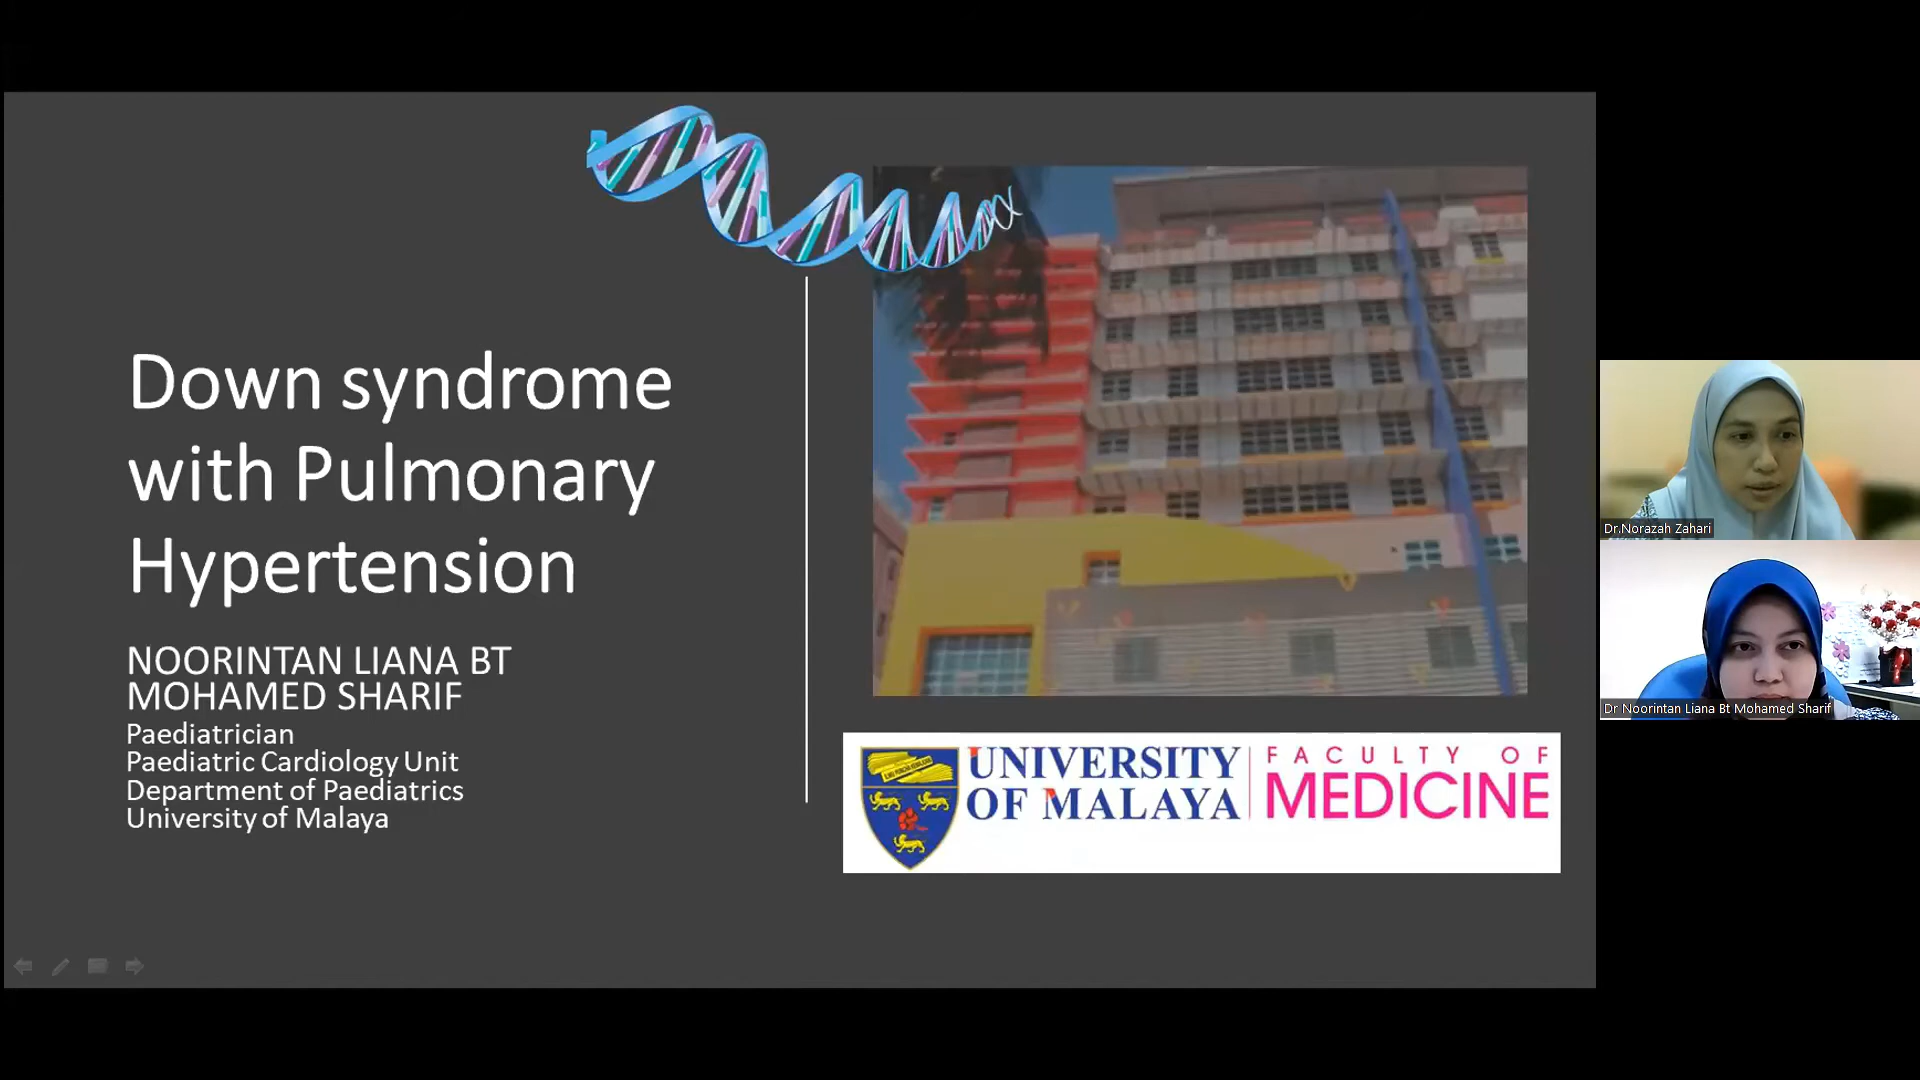 Down syndrome
with Pulmonary
Hypertension
NOORINTAN LIANA BT
MOHAMED SHARIF
Paediatrician
Paediatric Cardiology Unit
Department of Paediatrics
University of Malaya
UNIVERSITY
OF MALAYA
FACULTY OF
MEDICINE
Dr.Norazah Zahari
Dr Noorintan Liana Bt Mohamed Sharif